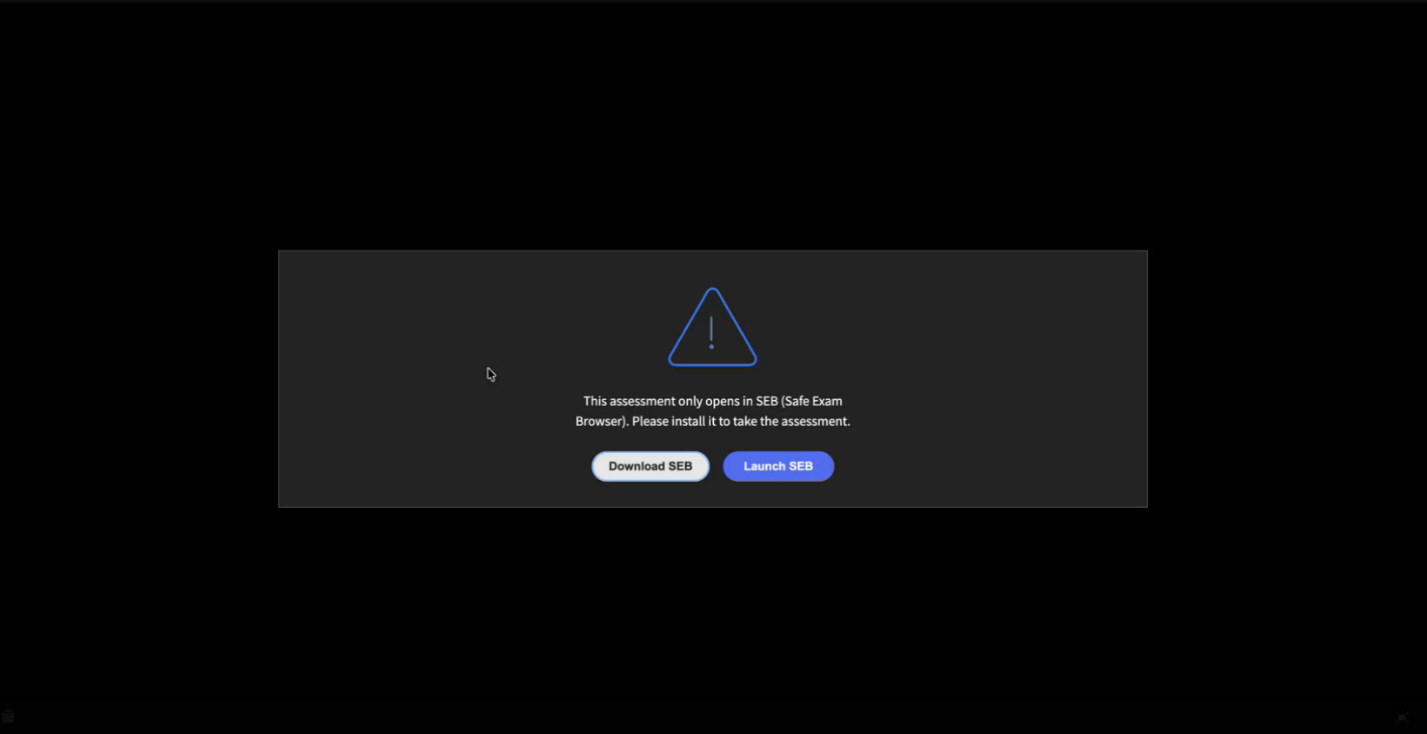 This assessment only opens in SEB (Safe Exam
Browser). Please install it to take the assessment.
Download SEB
Launch SEB